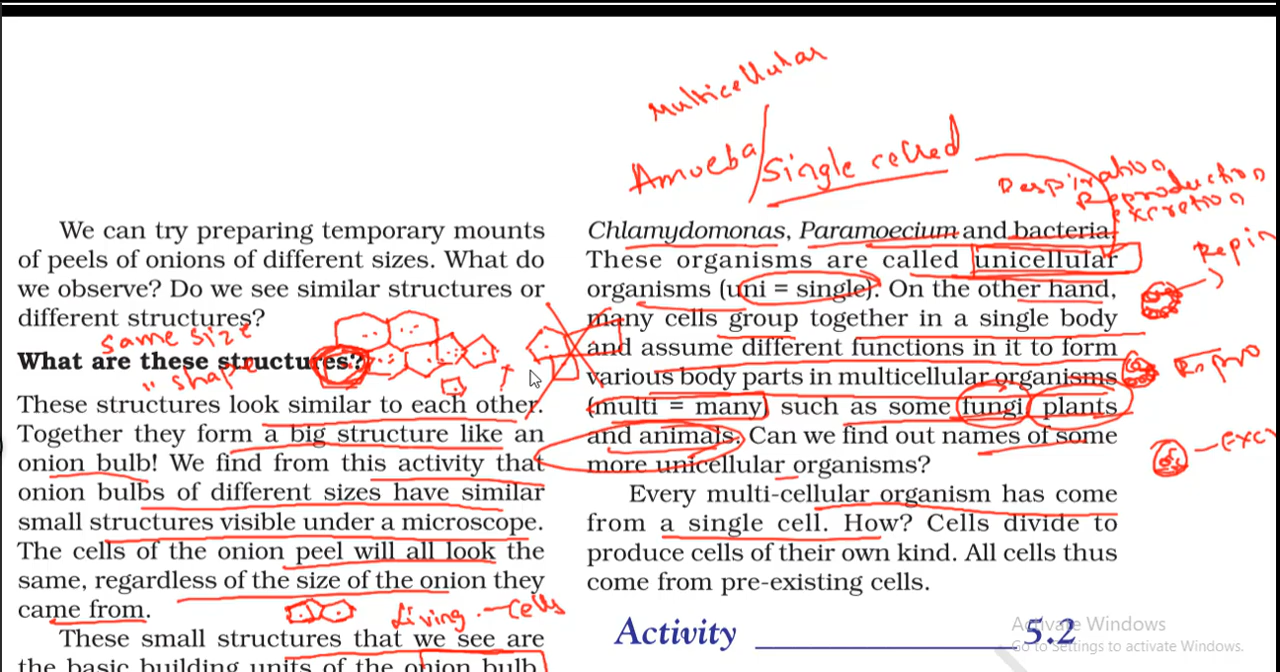 Multicellular
Amoeba / Single celled
Respiration
Reproduction
Excretion
We can try preparing temporary mounts
of peels of onions of different sizes. What do
we observe? Do we see similar structures or
different structures?
same size
What are these structures?
" shape
These structures look similar to each other.
Together they form a big structure like an
onion bulb! We find from this activity that
onion bulbs of different sizes have similar
small structures visible under a microscope.
The cells of the onion peel will all look the
same, regardless of the size of the onion they
came from.
Living - cells
These small structures that we see are
the basic building units of the onion bulb.
Chlamydomonas, Paramoecium and bacteria.
These organisms are called unicellular
organisms (uni = single). On the other hand,
many cells group together in a single body
and assume different functions in it to form
various body parts in multicellular organisms
(multi = many) such as some fungi, plants
and animals. Can we find out names of some
more unicellular organisms?
Every multi-cellular organism has come
from a single cell. How? Cells divide to
produce cells of their own kind. All cells thus
come from pre-existing cells.
Repro
Activity 5.2
Activate Windows
Go to Settings to activate Windows.